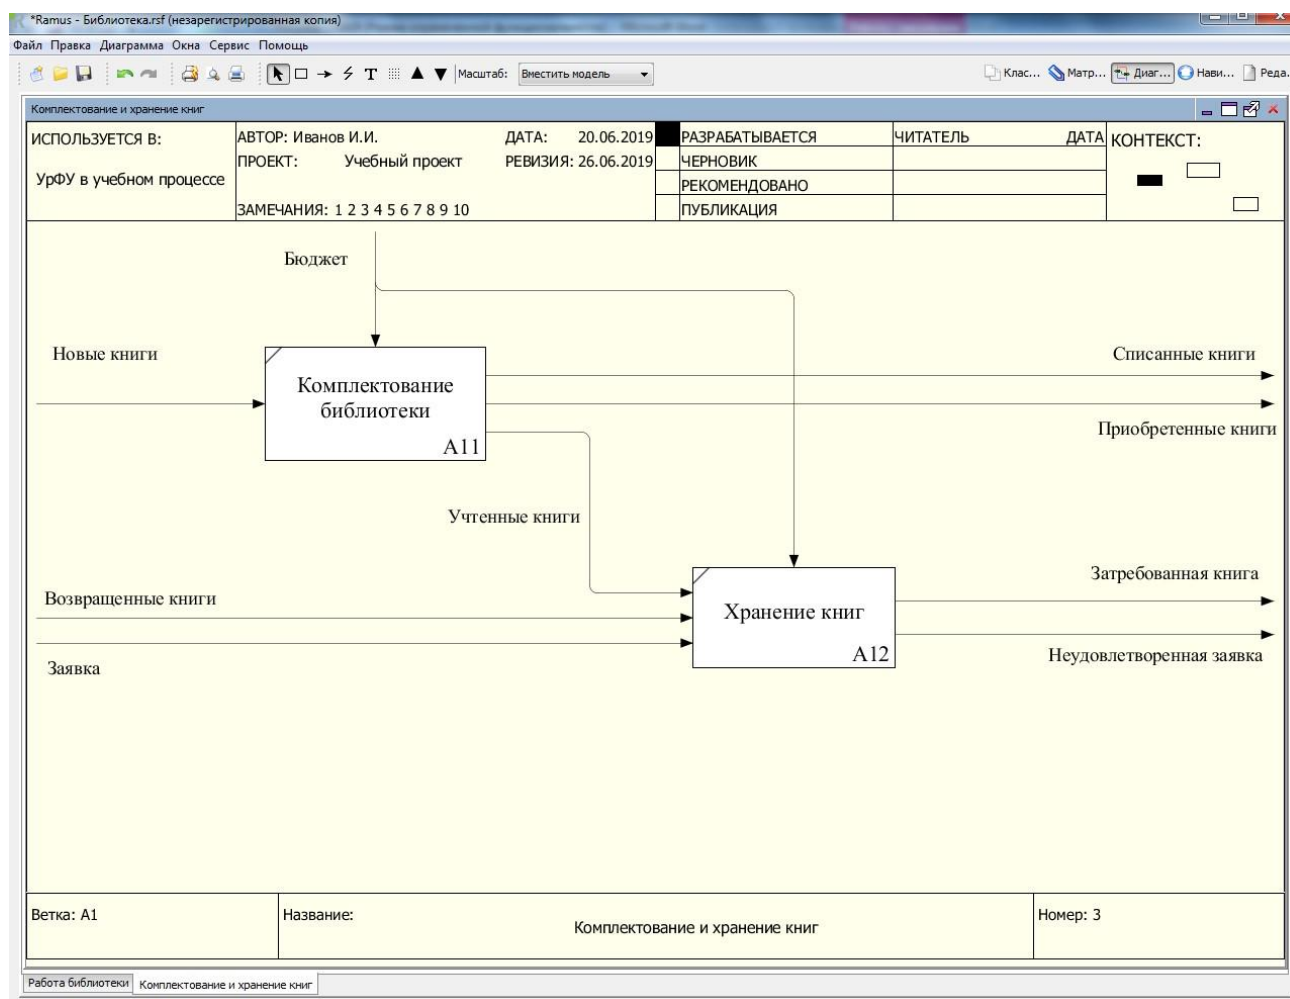 *Ramus - Библиотека.rsf (незарегистрированная копия)
Файл Правка Диаграмма Окна Сервис Помощь
T Масштаб: Вместить модель Клас... Матр... Диаг... Нави... Реда.
Комплектование и хранение книг
ИСПОЛЬЗУЕТСЯ В:
УрФУ в учебном процессе
АВТОР: Иванов И.И. ДАТА: 20.06.2019
ПРОЕКТ: Учебный проект РЕВИЗИЯ: 26.06.2019
ЗАМЕЧАНИЯ: 1 2 3 4 5 6 7 8 9 10
РАЗРАБАТЫВАЕТСЯ
ЧЕРНОВИК
РЕКОМЕНДОВАНО
ПУБЛИКАЦИЯ
ЧИТАТЕЛЬ ДАТА
КОНТЕКСТ:
Бюджет
Новые книги
Комплектование
библиотеки
A11
Списанные книги
Приобретенные книги
Учтенные книги
Возвращенные книги
Заявка
Хранение книг
A12
Затребованная книга
Неудовлетворенная заявка
Ветка: A1
Название:
Комплектование и хранение книг
Номер: 3
Работа библиотеки Комплектование и хранение книг